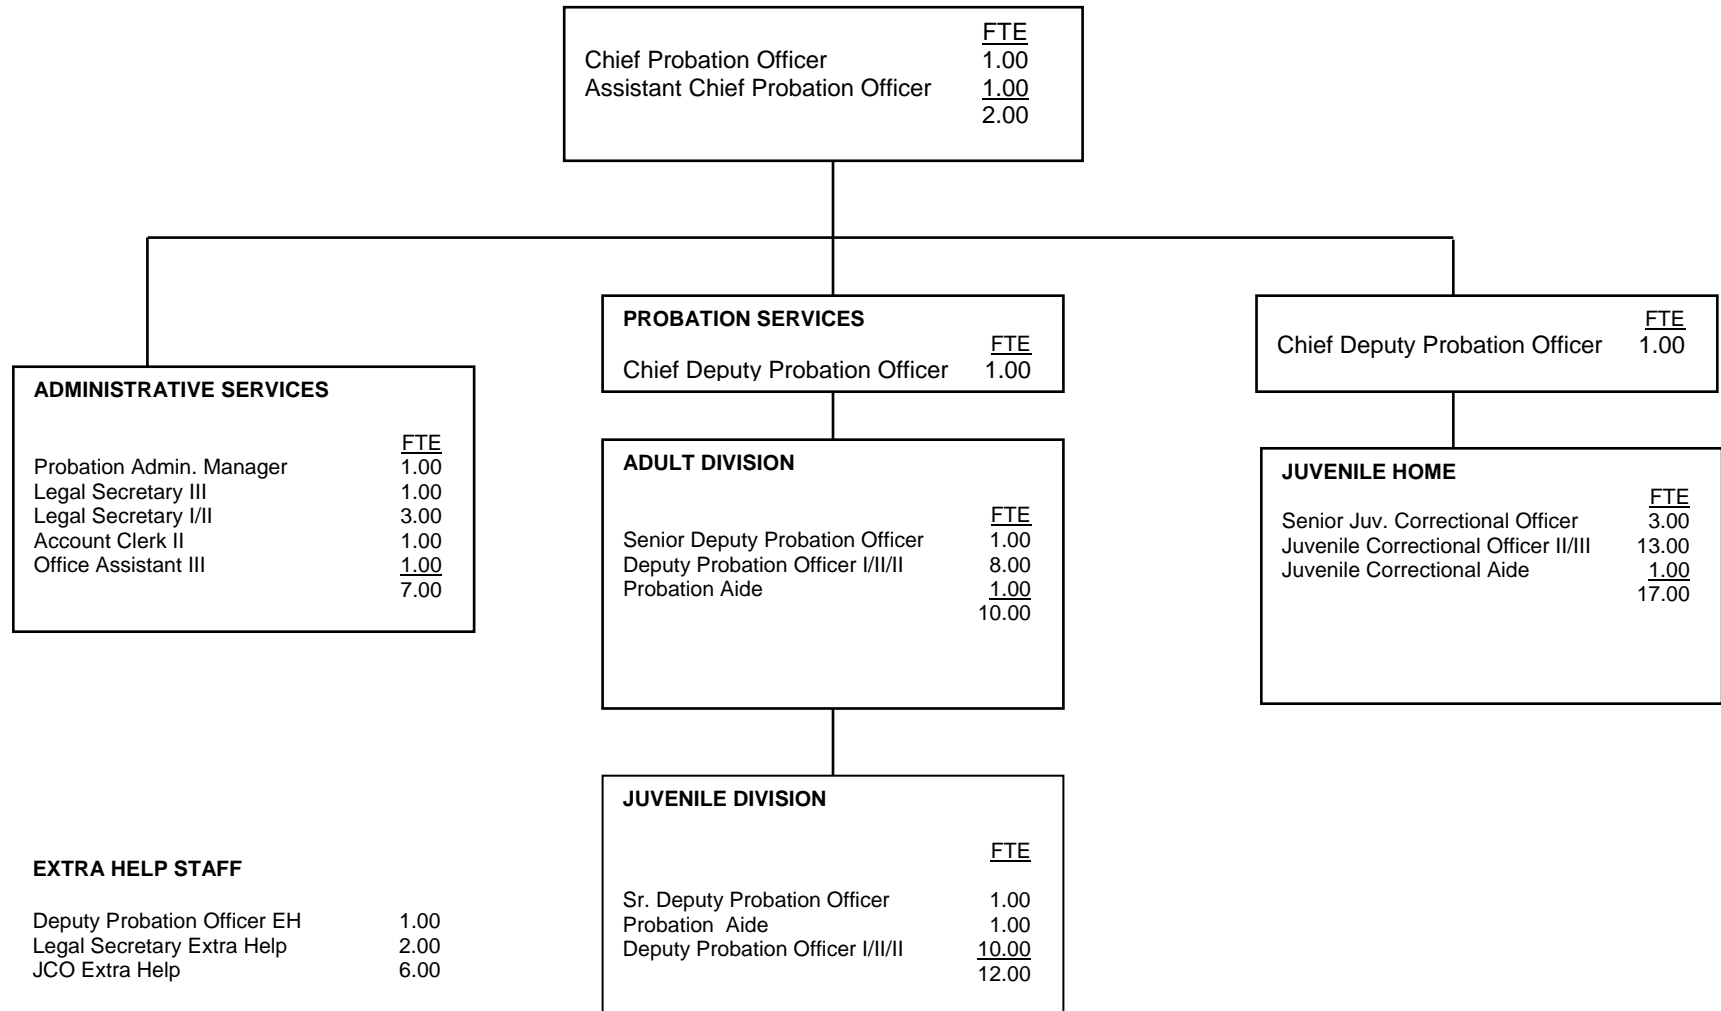 FTE
Chief Probation Officer 1.00
Assistant Chief Probation Officer 1.00
2.00
PROBATION SERVICES
FTE
Chief Deputy Probation Officer 1.00
FTE
Chief Deputy Probation Officer 1.00
ADMINISTRATIVE SERVICES
FTE
Probation Admin. Manager 1.00
Legal Secretary III 1.00
Legal Secretary I/II 3.00
Account Clerk II 1.00
Office Assistant III 1.00
7.00
ADULT DIVISION
FTE
Senior Deputy Probation Officer 1.00
Deputy Probation Officer I/II/II 8.00
Probation Aide 1.00
10.00
JUVENILE HOME
FTE
Senior Juv. Correctional Officer 3.00
Juvenile Correctional Officer II/III 13.00
Juvenile Correctional Aide 1.00
17.00
JUVENILE DIVISION
FTE
Sr. Deputy Probation Officer 1.00
Probation Aide 1.00
Deputy Probation Officer I/II/II 10.00
12.00
EXTRA HELP STAFF
Deputy Probation Officer EH 1.00
Legal Secretary Extra Help 2.00
JCO Extra Help 6.00